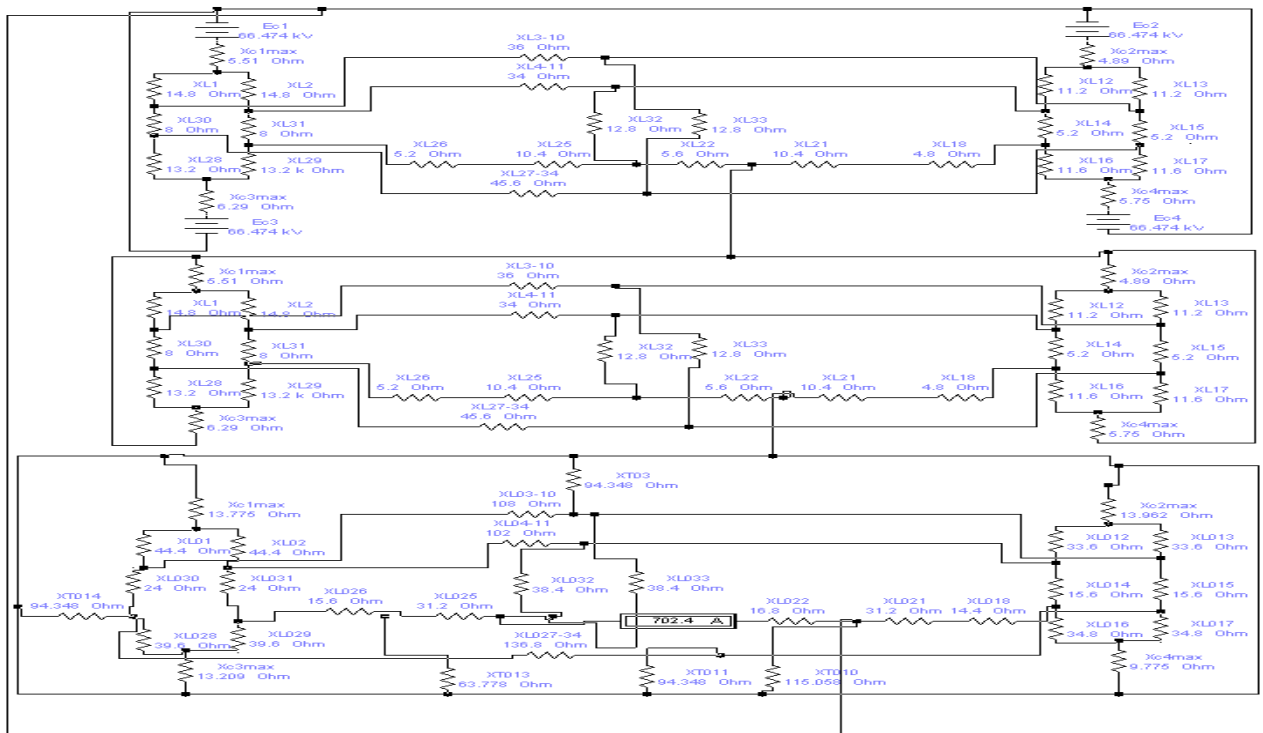 Ec1
66.474 kV
Xc1max
5.51 Ohm
XL3-10
36 Ohm
XL4-11
34 Ohm
Ec2
66.474 kV
Xc2max
4.89 Ohm
XL1
14.8 Ohm
XL2
14.8 Ohm
XL12
11.2 Ohm
XL13
11.2 Ohm
XL30
8 Ohm
XL31
8 Ohm
XL32
12.8 Ohm
XL33
12.8 Ohm
XL14
5.2 Ohm
XL15
5.2 Ohm
XL28
13.2 Ohm
XL29
13.2 k Ohm
XL26
5.2 Ohm
XL25
10.4 Ohm
XL22
5.6 Ohm
XL21
10.4 Ohm
XL18
4.8 Ohm
XL16
11.6 Ohm
XL17
11.6 Ohm
XL27-34
45.6 Ohm
Xc3max
6.29 Ohm
Ec3
66.474 kV
Xc4max
5.75 Ohm
Ec4
66.474 kV
Xc1max
5.51 Ohm
XL3-10
36 Ohm
XL4-11
34 Ohm
Xc2max
4.89 Ohm
XL1
14.8 Ohm
XL2
14.8 Ohm
XL12
11.2 Ohm
XL13
11.2 Ohm
XL30
8 Ohm
XL31
8 Ohm
XL32
12.8 Ohm
XL33
12.8 Ohm
XL14
5.2 Ohm
XL15
5.2 Ohm
XL28
13.2 Ohm
XL29
13.2 k Ohm
XL26
5.2 Ohm
XL25
10.4 Ohm
XL22
5.6 Ohm
XL21
10.4 Ohm
XL18
4.8 Ohm
XL16
11.6 Ohm
XL17
11.6 Ohm
XL27-34
45.6 Ohm
Xc3max
6.29 Ohm
Xc4max
5.75 Ohm
XT03
94.348 Ohm
Xc1max
13.775 Ohm
XL03-10
108 Ohm
XL04-11
102 Ohm
Xc2max
13.962 Ohm
XL01
44.4 Ohm
XL02
44.4 Ohm
XL012
33.6 Ohm
XL013
33.6 Ohm
XL030
24 Ohm
XL031
24 Ohm
XL032
38.4 Ohm
XL033
38.4 Ohm
XL014
15.6 Ohm
XL015
15.6 Ohm
XT014
94.348 Ohm
XL026
15.6 Ohm
XL025
31.2 Ohm
702.4 A
XL022
16.8 Ohm
XL021
31.2 Ohm
XL018
14.4 Ohm
XL028
39.6 Ohm
XL029
39.6 Ohm
XL027-34
136.8 Ohm
XL016
34.8 Ohm
XL017
34.8 Ohm
Xc3max
13.209 Ohm
XT013
63.778 Ohm
XT011
94.348 Ohm
XT010
115.058 Ohm
Xc4max
9.775 Ohm